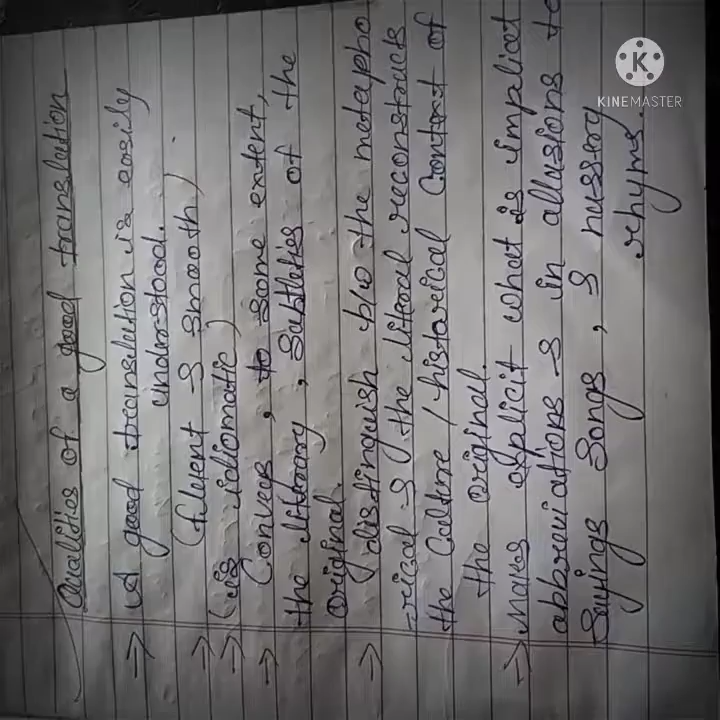 Qualities of a good translation
→ A good translation is easily
understood.
→ (fluent & smooth).
→ (is idiomatic)
→ Conveys, to some extent,
the literary, subtleties of the
original.
→ distinguish b/w the metapho
-rical & the literal reconstructs
the Culture / historical Context of
the original.
→ Makes explicit what is implicit
abbreviations & in allusions to
Sayings Songs, &
rhyms.
KINEMASTER